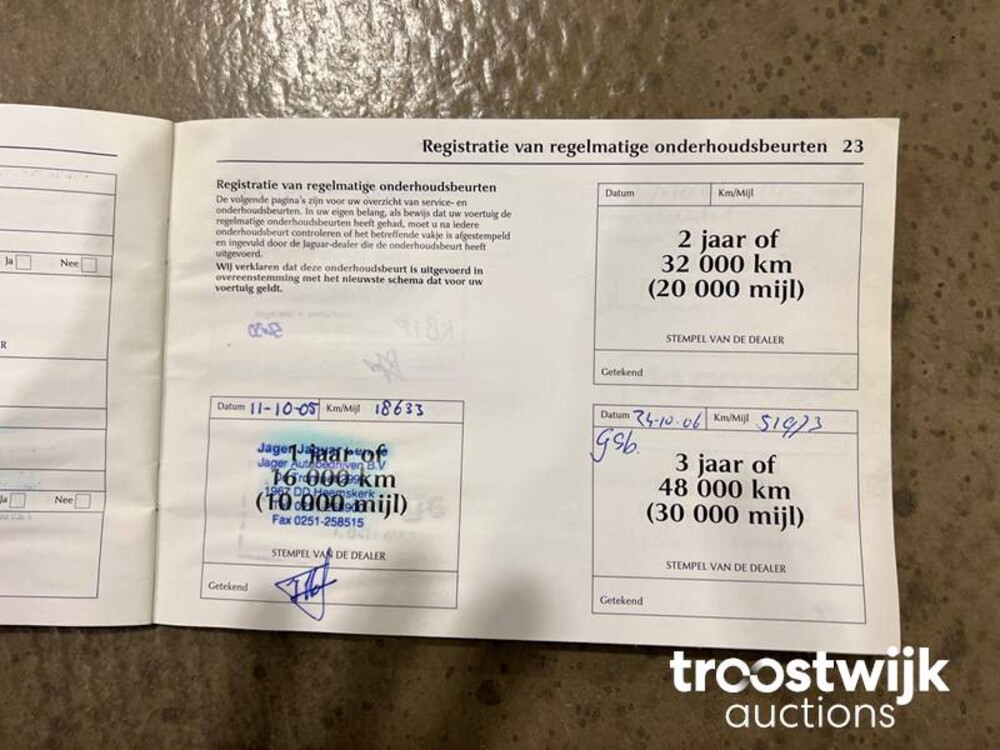 Registratie van regelmatige onderhoudsbeurten 23
Registratie van regelmatige onderhoudsbeurten
De volgende pagina's zijn voor uw overzicht van service- en
onderhoudsbeurten. In uw eigen belang, als bewijs dat uw voertuig de
regelmatige onderhoudsbeurten heeft gehad, moet u na iedere
onderhoudsbeurt controleren of het betreffende vakje is afgestempeld
en ingevuld door de Jaguar-dealer die de onderhoudsbeurt heeft
uitgevoerd.
Wij verklaren dat deze onderhoudsbeurt is uitgevoerd in
overeenstemming met het nieuwste schema dat voor uw
voertuig geldt.
Ja Nee
R
Ja Nee
Datum 11-10-05 Km/Mijl 18633
1 jaar of
16 000 km
(10 000 mijl)
Jager Jaguar
Jager Autobedrijven B.V
1967 DD Heemskerk
Fax 0251-258515
STEMPEL VAN DE DEALER
Getekend
Datum Km/Mijl
2 jaar of
32 000 km
(20 000 mijl)
STEMPEL VAN DE DEALER
Getekend
Datum 24-10-06 Km/Mijl
gsb.
3 jaar of
48 000 km
(30 000 mijl)
STEMPEL VAN DE DEALER
Getekend
troostwijk
auctions